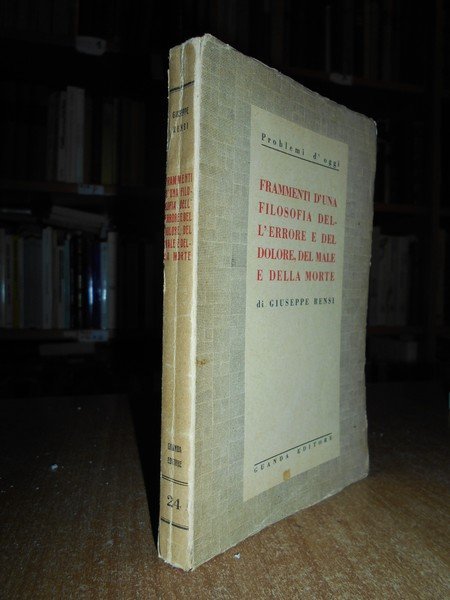 GIUSEPPE
RENSI
FRAMMENTI
D'UNA FILO-
SOFIA DELL'
ERRORE E DEL
DOLORE, DEL
MALE E DEL-
LA MORTE
GUANDA
EDITORE
24
Problemi d'oggi
FRAMMENTI D'UNA
FILOSOFIA DEL-
L'ERRORE E DEL
DOLORE, DEL MALE
E DELLA MORTE
di GIUSEPPE RENSI
GUANDA EDITORE